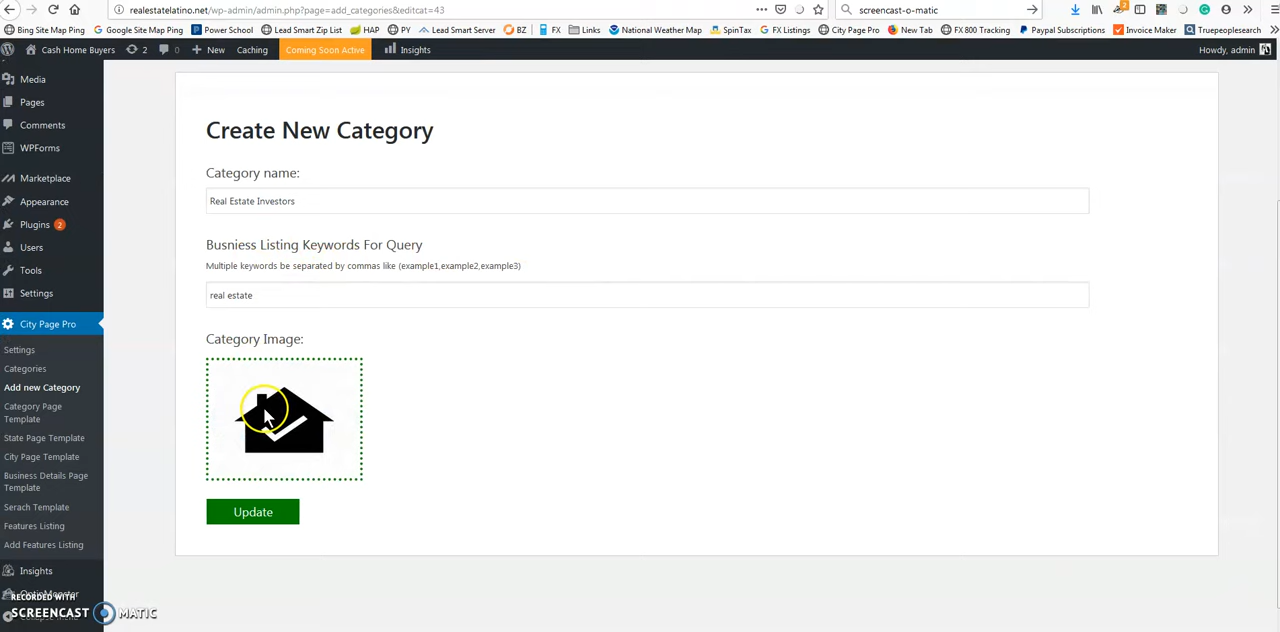 realestatelatino.net/wp-admin/admin.php?page=add_categories&editcat=43
screencast-o-matic
2
Bing Site Map Ping Google Site Map Ping Power School Lead Smart Zip List HAP PY Lead Smart Server BZ FX Links National Weather Map SpinTax FX Listings City Page Pro New Tab FX 800 Tracking Invoice Maker Paypal Subscriptions Truepeoplesearch
Cash Home Buyers 2 0 New Caching Coming Soon Active Insights Howdy, admin
Media
Pages
Comments
WPForms
Marketplace
Appearance
Plugins 2
Users
Tools
Settings
City Page Pro
Settings
Categories
Add new Category
Category Page
Template
State Page Template
City Page Template
Business Details Page
Template
Serach Template
Features Listing
Add Features Listing
Insights
RECORDED WITH
SCREENCAST MATIC
Create New Category
Category name:
Real Estate Investors
Busniess Listing Keywords For Query
Multiple keywords be separated by commas like (example1,example2,example3)
real estate
Category Image:
Update